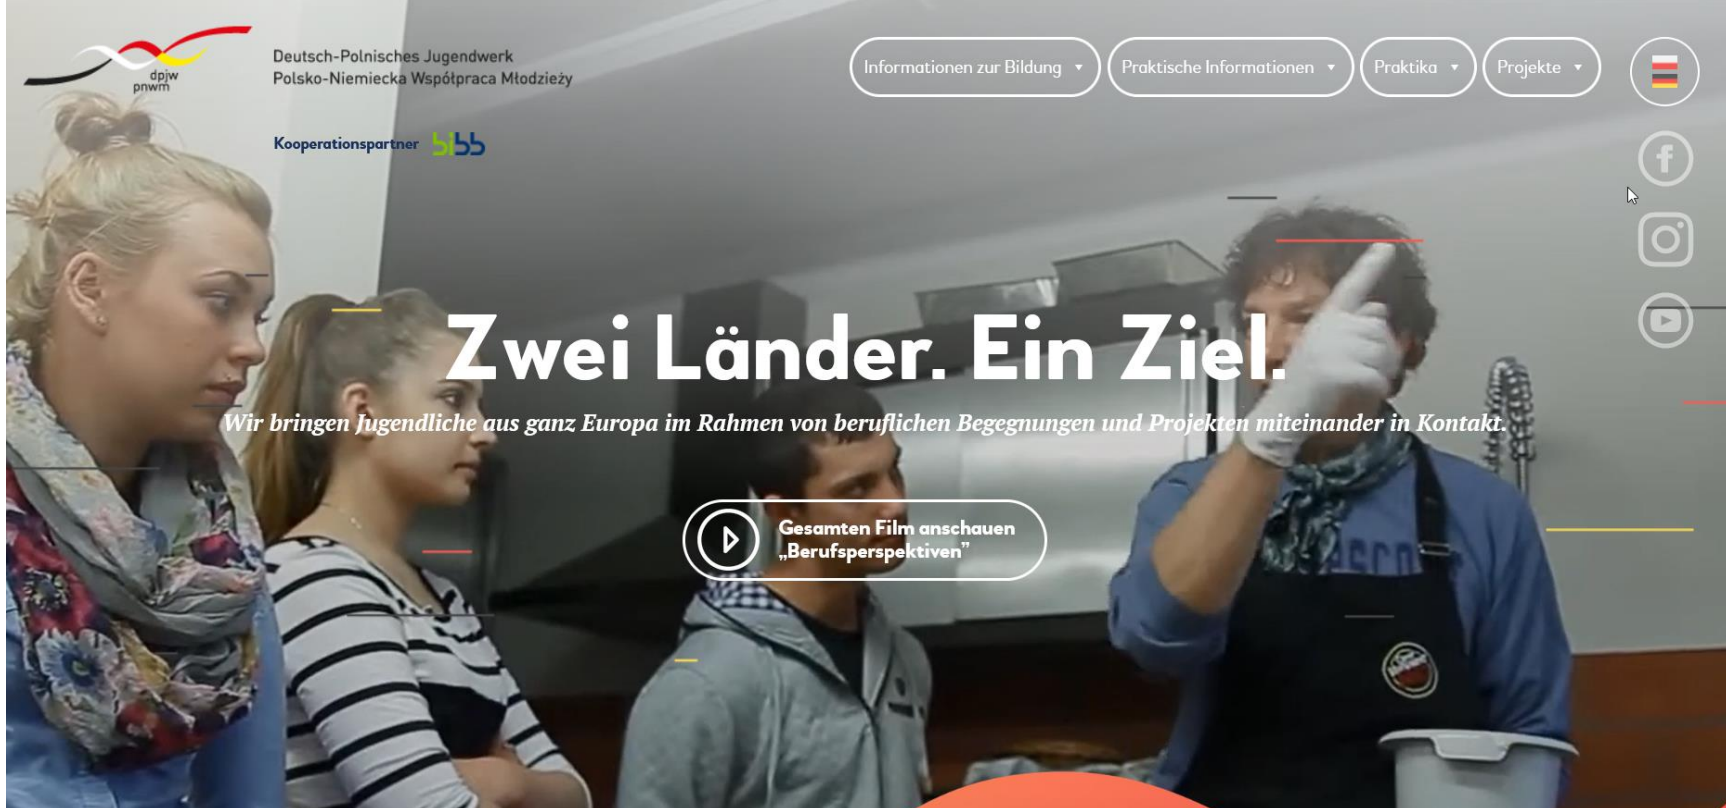 dpjw
pnwm
Deutsch-Polnisches Jugendwerk
Polsko-Niemiecka Współpraca Młodzieży
Kooperationspartner bibb
Informationen zur Bildung
Praktische Informationen
Praktika
Projekte
Zwei Länder. Ein Ziel.
Wir bringen Jugendliche aus ganz Europa im Rahmen von beruflichen Begegnungen und Projekten miteinander in Kontakt.
Gesamten Film anschauen
„Berufsperspektiven”